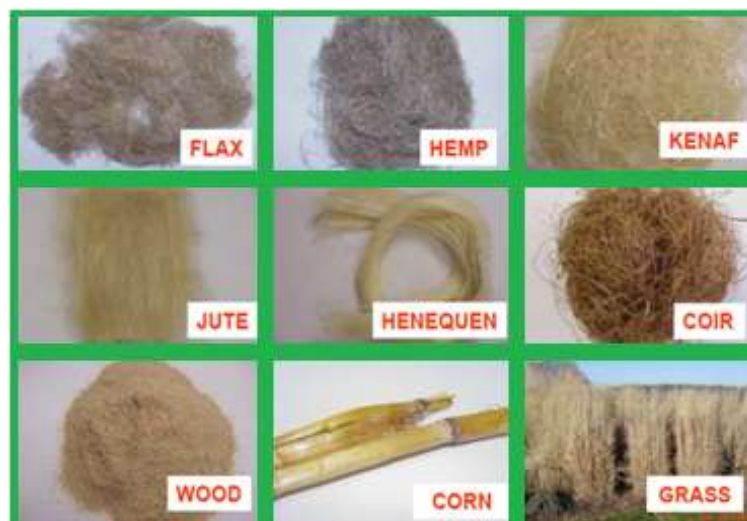 FLAX
HEMP
KENAF
JUTE
HENEQUEN
COIR
WOOD
CORN
GRASS